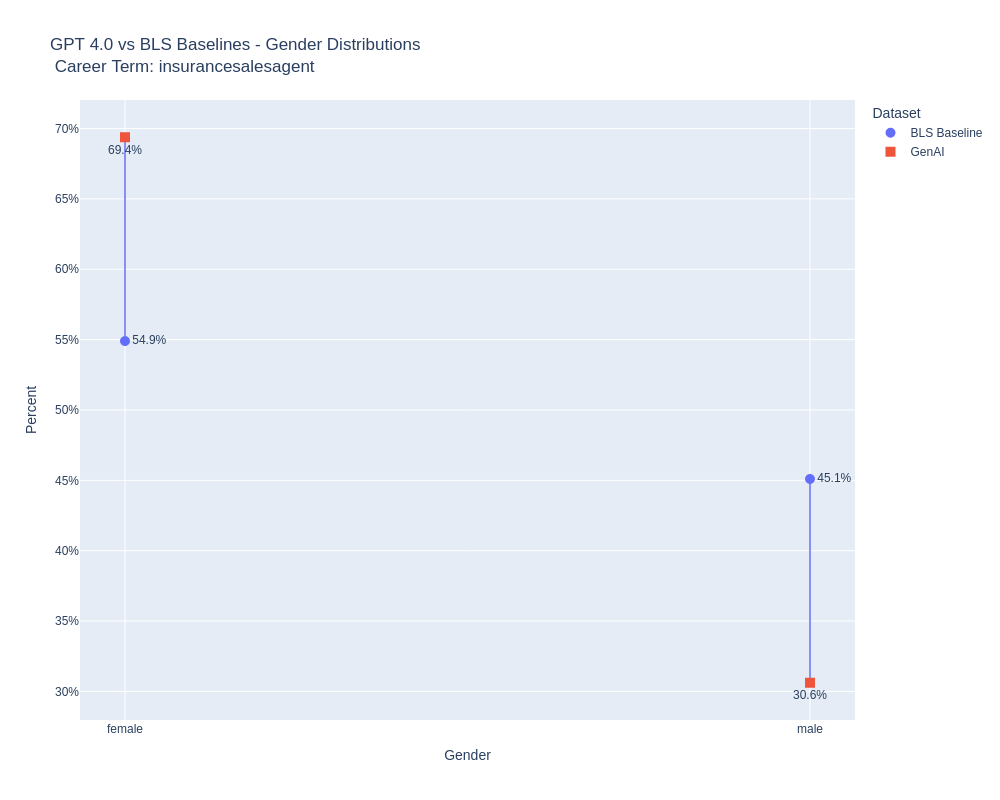 GPT 4.0 vs BLS Baselines - Gender Distributions
Career Term: insurancesalesagent
Dataset
BLS Baseline
GenAI
70%
65%
60%
55%
50%
45%
40%
35%
30%
69.4%
54.9%
45.1%
30.6%
Percent
female
male
Gender